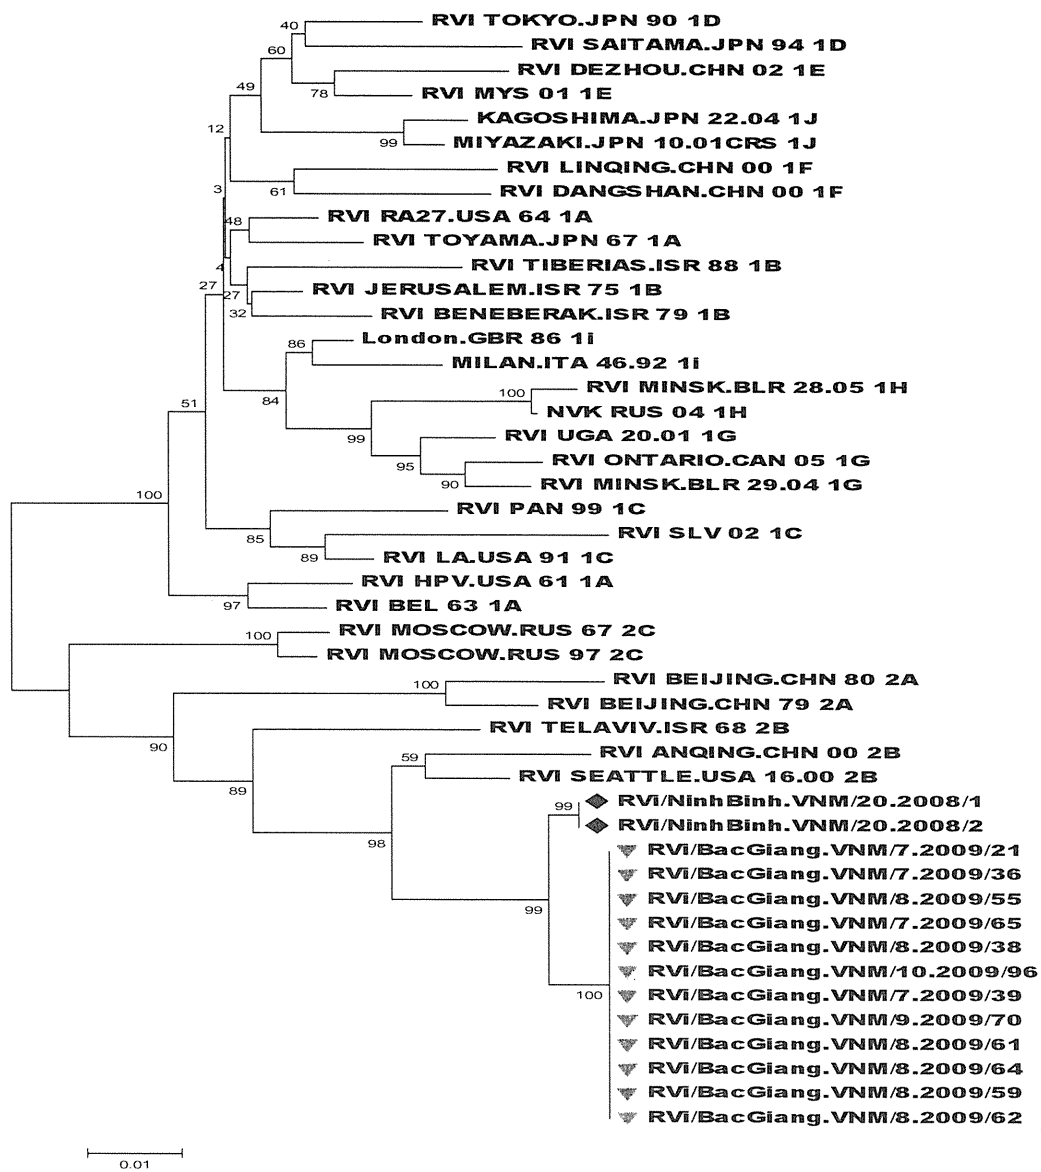 40
RVI TOKYO.JPN 90 1D
RVI SAITAMA.JPN 94 1D
60
RVI DEZHOU.CHN 02 1E
78
RVI MYS 01 1E
49
KAGOSHIMA.JPN 22.04 1J
99
MIYAZAKI.JPN 10.01CRS 1J
12
RVI LINQING.CHN 00 1F
61
RVI DANGSHAN.CHN 00 1F
3
48
RVI RA27.USA 64 1A
RVI TOYAMA.JPN 67 1A
4
RVI TIBERIAS.ISR 88 1B
27
27
RVI JERUSALEM.ISR 75 1B
32
RVI BENEBERAK.ISR 79 1B
86
London.GBR 86 1i
MILAN.ITA 46.92 1i
84
100
RVI MINSK.BLR 28.05 1H
NVK RUS 04 1H
51
99
RVI UGA 20.01 1G
95
RVI ONTARIO.CAN 05 1G
90
RVI MINSK.BLR 29.04 1G
100
RVI PAN 99 1C
85
RVI SLV 02 1C
89
RVI LA.USA 91 1C
RVI HPV.USA 61 1A
97
RVI BEL 63 1A
100
RVI MOSCOW.RUS 67 2C
RVI MOSCOW.RUS 97 2C
100
RVI BEIJING.CHN 80 2A
RVI BEIJING.CHN 79 2A
90
RVI TELAVIV.ISR 68 2B
59
RVI ANQING.CHN 00 2B
89
RVI SEATTLE.USA 16.00 2B
99
RVi/NinhBinh.VNM/20.2008/1
98
RVi/NinhBinh.VNM/20.2008/2
RVi/BacGiang.VNM/7.2009/21
RVi/BacGiang.VNM/7.2009/36
RVi/BacGiang.VNM/8.2009/55
99
RVi/BacGiang.VNM/7.2009/65
RVi/BacGiang.VNM/8.2009/38
RVi/BacGiang.VNM/10.2009/96
100
RVi/BacGiang.VNM/7.2009/39
RVi/BacGiang.VNM/9.2009/70
RVi/BacGiang.VNM/8.2009/61
RVi/BacGiang.VNM/8.2009/64
RVi/BacGiang.VNM/8.2009/59
RVi/BacGiang.VNM/8.2009/62
0.01